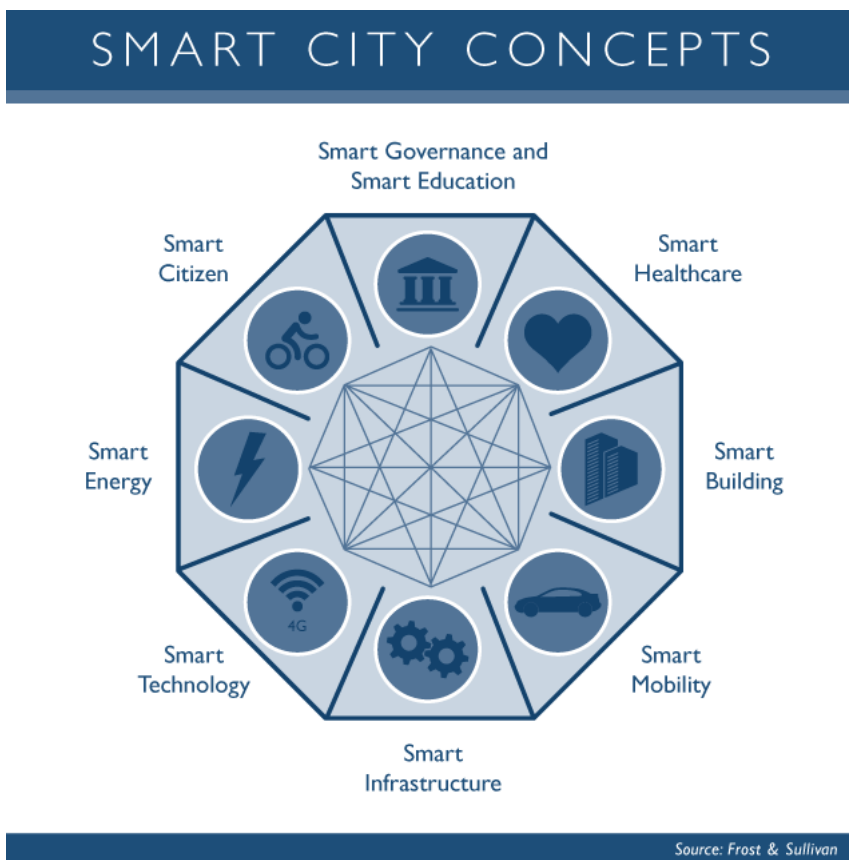 SMART CITY CONCEPTS
Smart Governance and
Smart Education
Smart
Citizen
Smart
Healthcare
Smart
Energy
Smart
Building
4G
Smart
Technology
Smart
Mobility
Smart
Infrastructure
Source: Frost & Sullivan